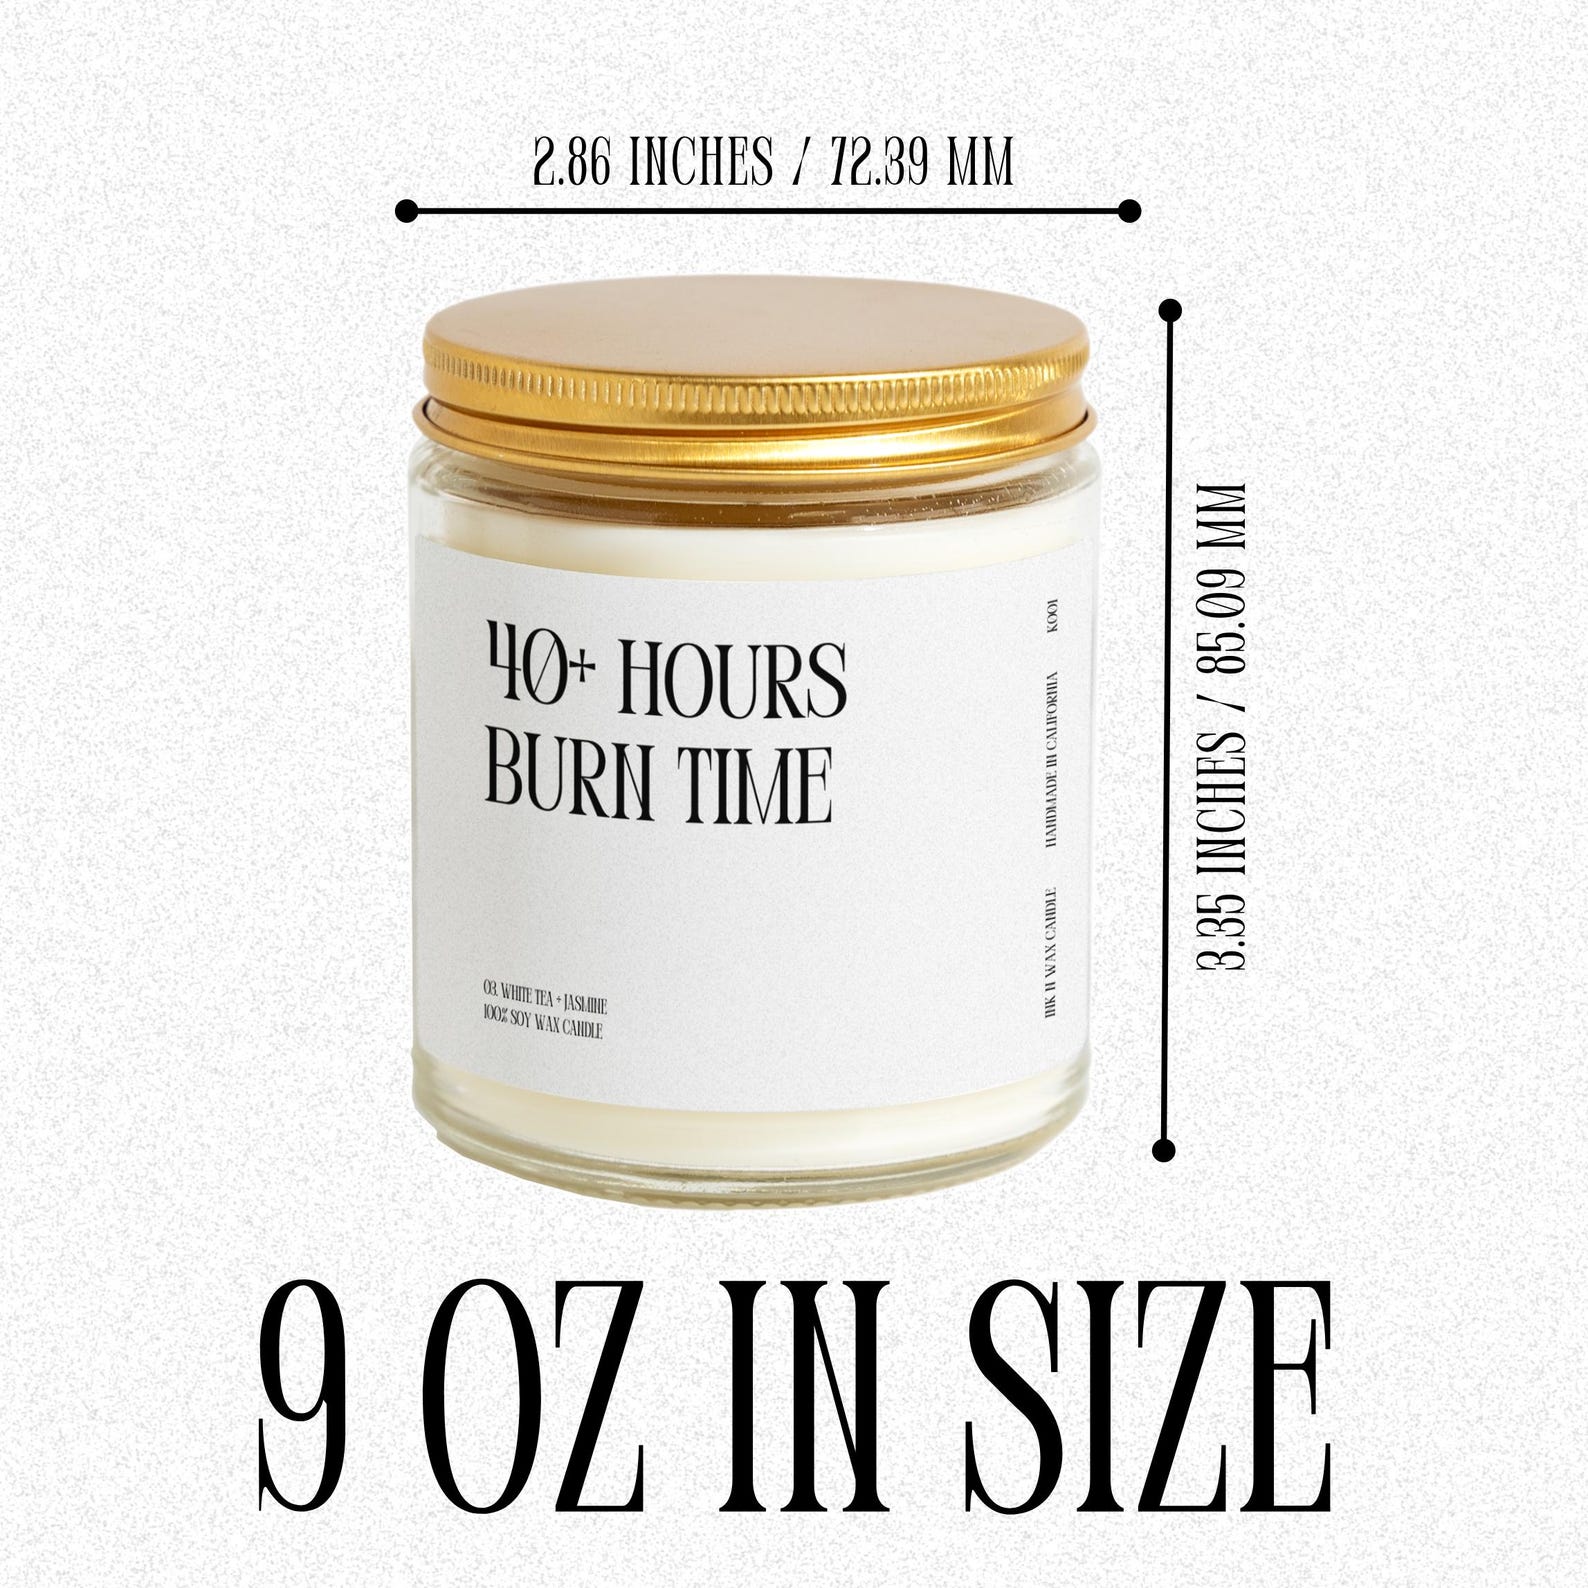 2.86 INCHES / 72.39 MM
3.35 INCHES / 85.09 MM
40+ HOURS
BURN TIME
03. WHITE TEA + JASMINE
100% SOY WAX CANDLE
INK N WAX CANDLE HANDMADE IN CALIFORNIA K001
9 OZ IN SIZE